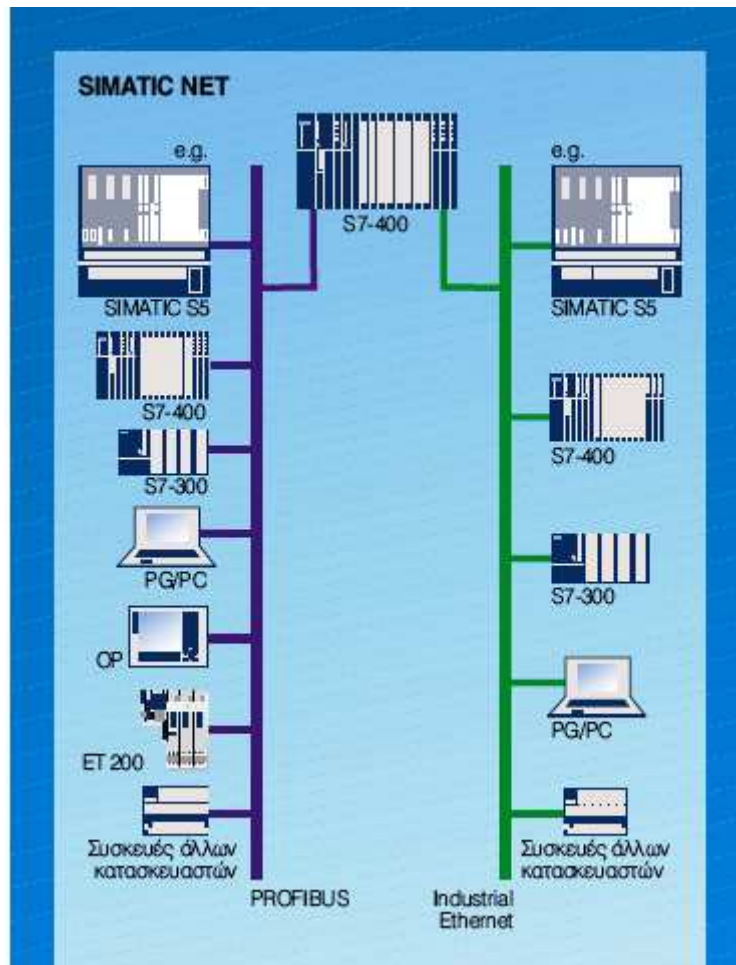 SIMATIC NET
e.g.
S7-400
e.g.
SIMATIC S5
S7-400
S7-300
PG/PC
OP
ET 200
Συσκευές άλλων
κατασκευαστών
PROFIBUS
SIMATIC S5
S7-400
S7-300
PG/PC
Συσκευές άλλων
κατασκευαστών
Industrial
Ethernet